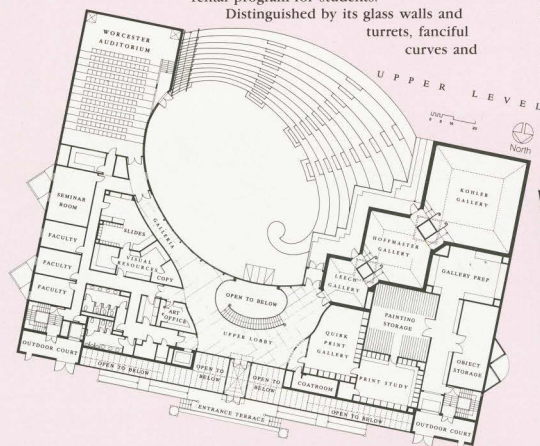 rental program for students.
Distinguished by its glass walls and
turrets, fanciful
curves and
UPPER LEVEL
North
WORCESTER
AUDITORIUM
SEMINAR
ROOM
FACULTY
FACULTY
FACULTY
OUTDOOR COURT
SLIDES
VISUAL
RESOURCES
COPY
ART
OFFICE
GALLERIA
OPEN TO BELOW
UPPER LOBBY
KOHLER
GALLERY
HOFFMASTER
GALLERY
LEECH
GALLERY
GALLERY PREP
PAINTING
STORAGE
QUIRK
PRINT
GALLERY
OBJECT
STORAGE
PRINT STUDY
COATROOM
OPEN TO BELOW
OPEN TO
BELOW
OPEN TO
BELOW
OPEN TO BELOW
ENTRANCE TERRACE
OUTDOOR COURT